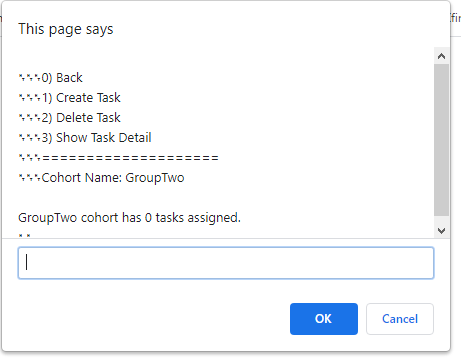 This page says
0) Back
1) Create Task
2) Delete Task
3) Show Task Detail
====================
Cohort Name: GroupTwo
GroupTwo cohort has 0 tasks assigned.
OK
Cancel